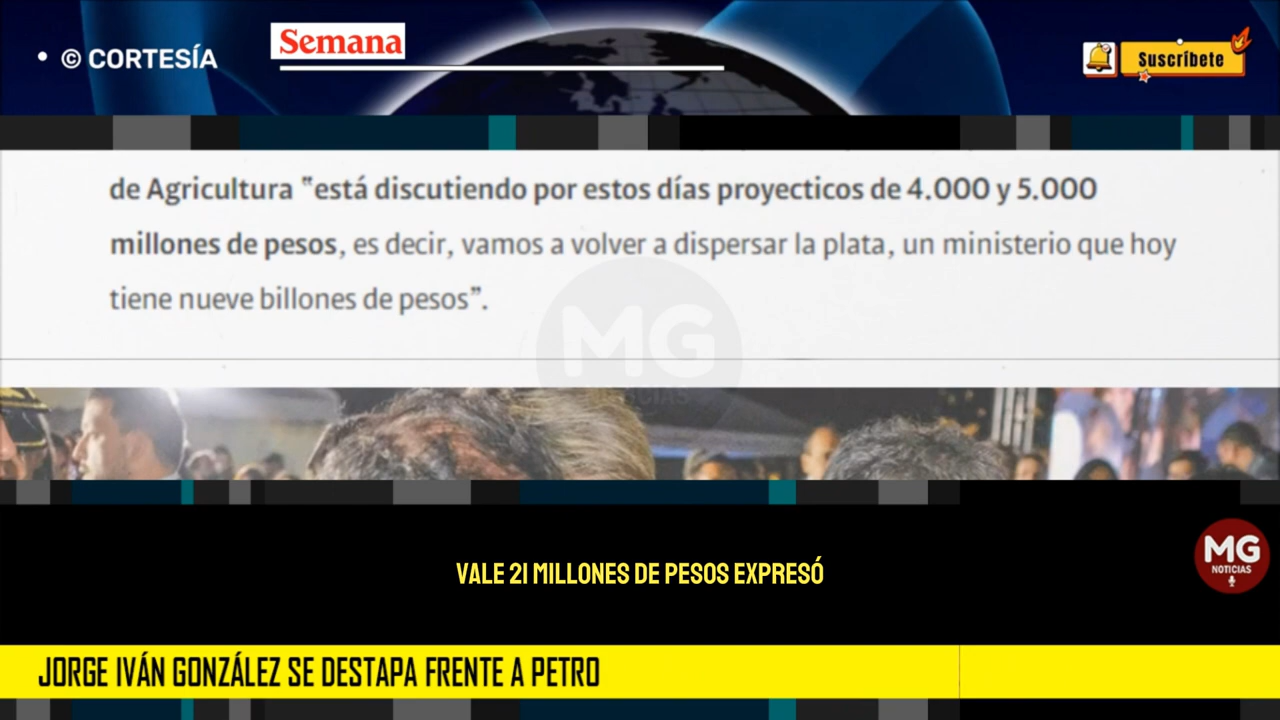 • © CORTESÍA
Semana
Suscríbete
de Agricultura "está discutiendo por estos días proyecticos de 4.000 y 5.000
millones de pesos, es decir, vamos a volver a dispersar la plata, un ministerio que hoy
tiene nueve billones de pesos”.
MG
NOTICIAS
VALE 21 MILLONES DE PESOS EXPRESÓ
MG
NOTICIAS
JORGE IVÁN GONZÁLEZ SE DESTAPA FRENTE A PETRO